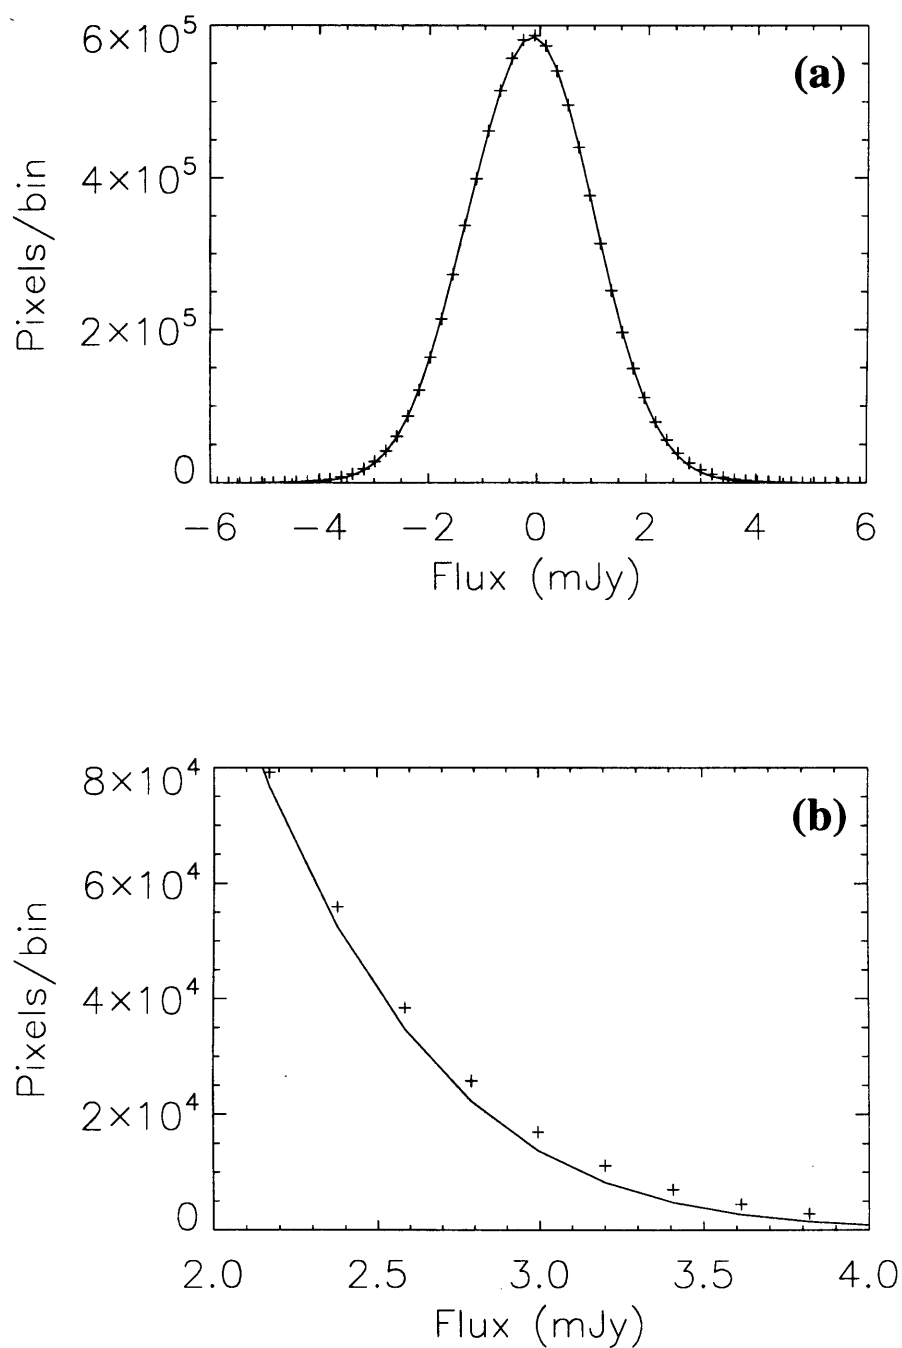 (a)
6×10⁵
4×10⁵
2×10⁵
0
Pixels/bin
−6 −4 −2 0 2 4 6
Flux (mJy)
(b)
8×10⁴
6×10⁴
4×10⁴
2×10⁴
0
Pixels/bin
2.0 2.5 3.0 3.5 4.0
Flux (mJy)